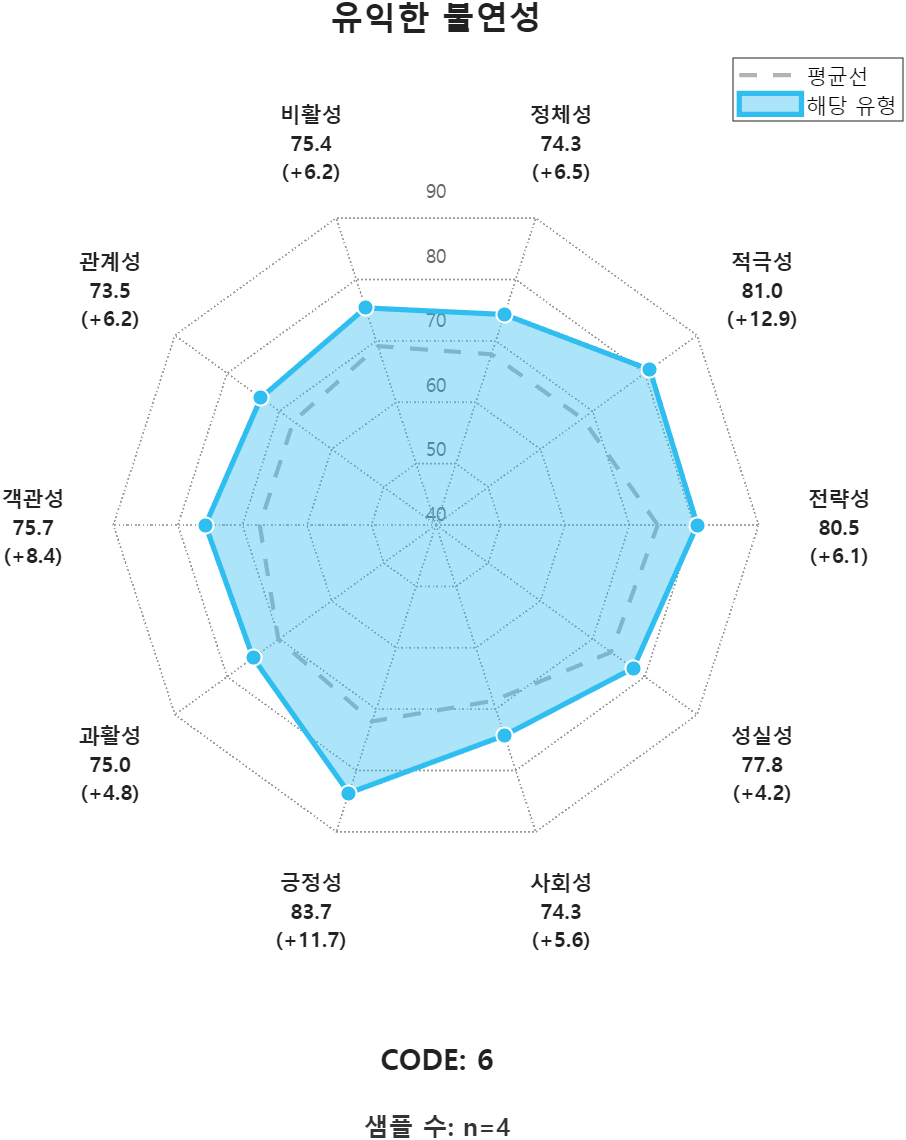 유익한 불연성
평균선
해당 유형
비활성
75.4
(+6.2)
정체성
74.3
(+6.5)
90
80
70
60
50
40
관계성
73.5
(+6.2)
적극성
81.0
(+12.9)
객관성
75.7
(+8.4)
전략성
80.5
(+6.1)
과활성
75.0
(+4.8)
성실성
77.8
(+4.2)
긍정성
83.7
(+11.7)
사회성
74.3
(+5.6)
CODE: 6
샘플 수: n=4